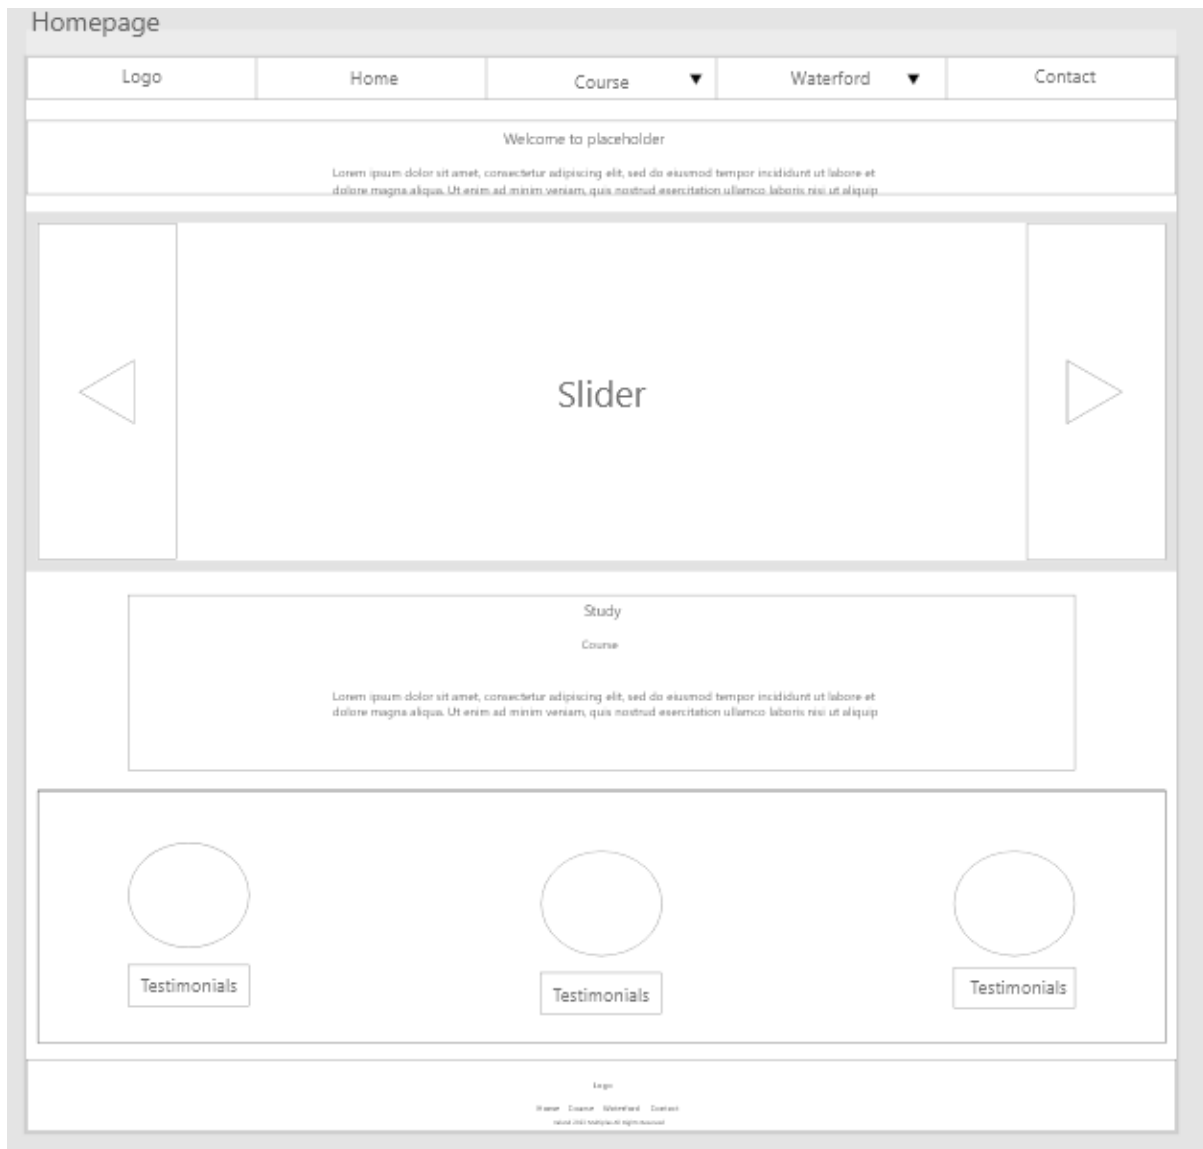 Homepage
Logo
Home
Course
Waterford
Contact
Welcome to placeholder
Lorem ipsum dolor sit amet, consectetur adipiscing elit, sed do eiusmod tempor incididunt ut labore et
dolore magna aliqua. Ut enim ad minim veniam, quis nostrud exercitation ullamco laboris nisi ut aliquip
Slider
Study
Course
Lorem ipsum dolor sit amet, consectetur adipiscing elit, sed do eiusmod tempor incididunt ut labore et
dolore magna aliqua. Ut enim ad minim veniam, quis nostrud exercitation ullamco laboris nisi ut aliquip
Testimonials
Testimonials
Testimonials
Logo
Home Course Waterford Contact
All Rights Reserved